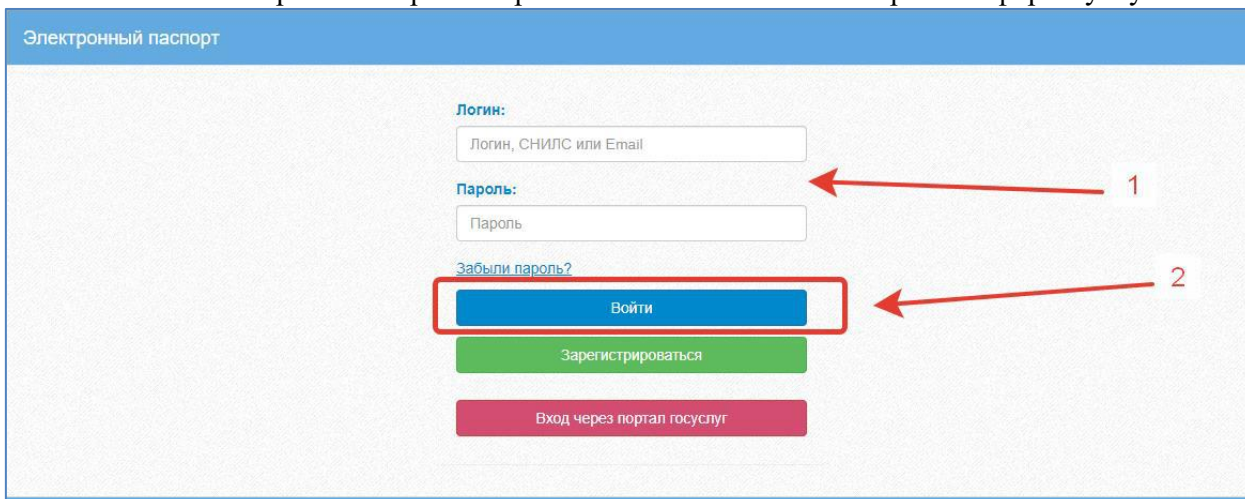 Электронный паспорт
Логин:
Логин, СНИЛС или Email
1
Пароль:
Пароль
Забыли пароль?
2
Войти
Зарегистрироваться
Вход через портал госуслуг